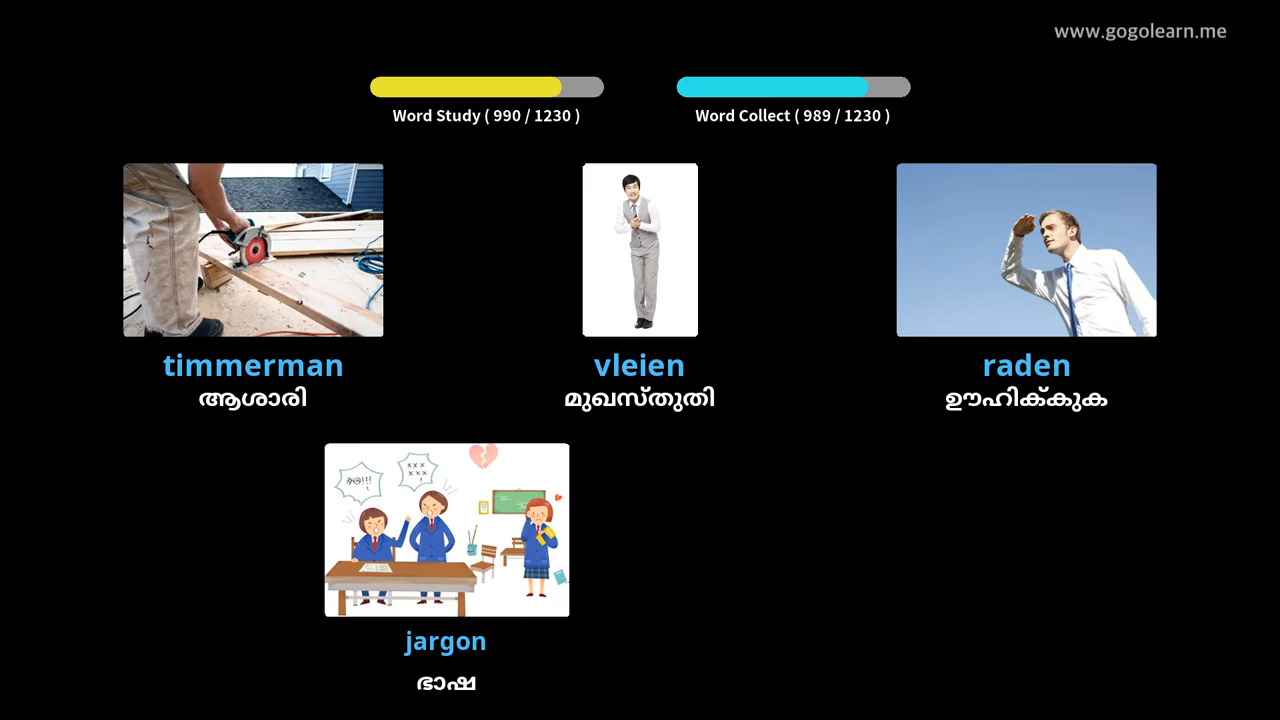 www.gogolearn.me
Word Study ( 990 / 1230 )
Word Collect ( 989 / 1230 )
timmerman
ആശാരി
vleien
മുഖസ്തുതി
raden
ഊഹിക്കുക
#@!!!
!
x x x
x x x
!
jargon
ഭാഷ